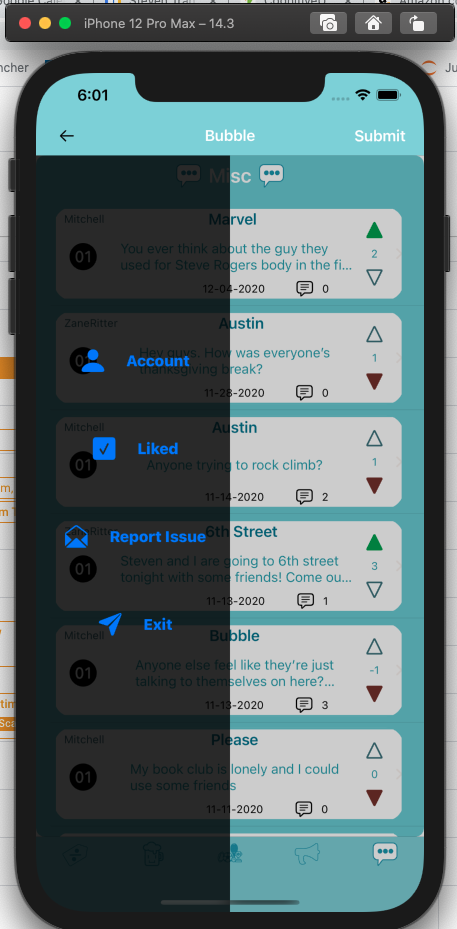 iPhone 12 Pro Max – 14.3
6:01
Bubble
Submit
Misc
Mitchell
Marvel
01
You ever think about the guy they
used for Steve Rogers body in the fi...
2
12-04-2020
0
ZaneRitter
Austin
Hey guys. How was everyone's
thanksgiving break?
1
11-28-2020
0
Account
Mitchell
Austin
01
Anyone trying to rock climb?
1
11-14-2020
2
Liked
ZaneRitter
6th Street
01
Steven and I are going to 6th street
tonight with some friends! Come ou...
3
11-13-2020
1
Report Issue
Exit
Mitchell
Bubble
01
Anyone else feel like they're just
talking to themselves on here?...
-1
11-13-2020
3
Mitchell
Please
01
My book club is lonely and I could
use some friends
0
11-11-2020
0